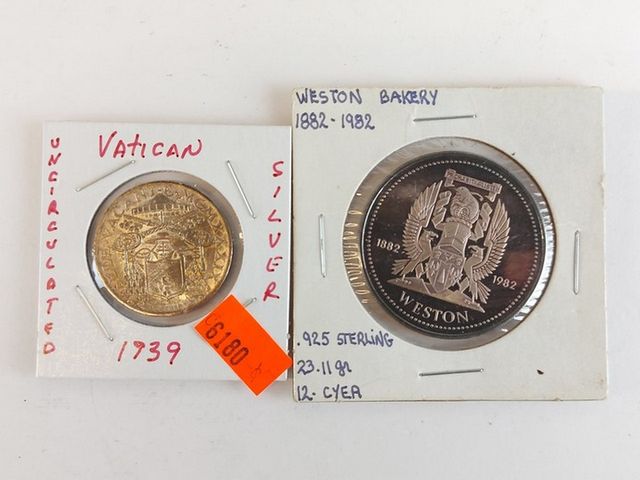 UNCIRCULATED
VATICAN
SILVER
1939
6180
WESTON BAKERY
1882-1982
1882
1982
WESTON
.925 STERLING
23.11 gr
12. CYEA